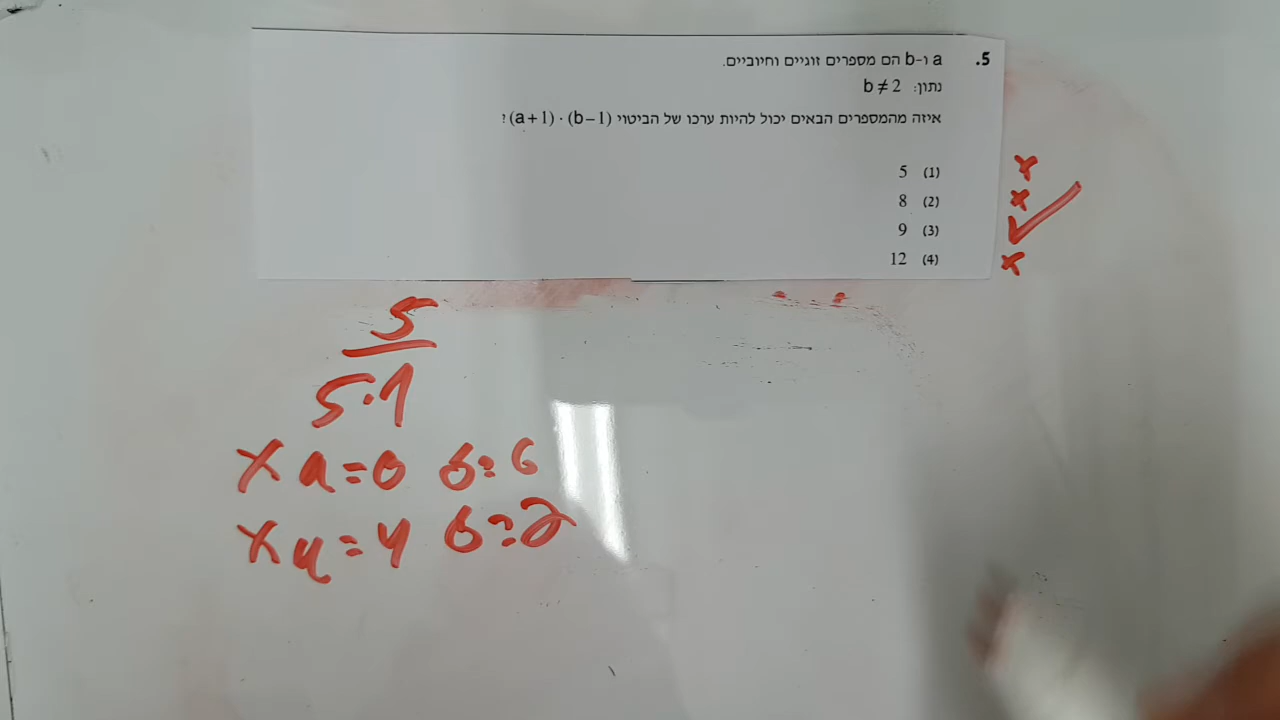 5. a ו-b הם מספרים זוגיים וחיוביים.
נתון: b ≠ 2
איזה מהמספרים הבאים יכול להיות ערכו של הביטוי (a+1) · (b−1) ?
(1) 5
(2) 8
(3) 9
(4) 12
5
5·1
x a=0 b=6
x a=4 b=2